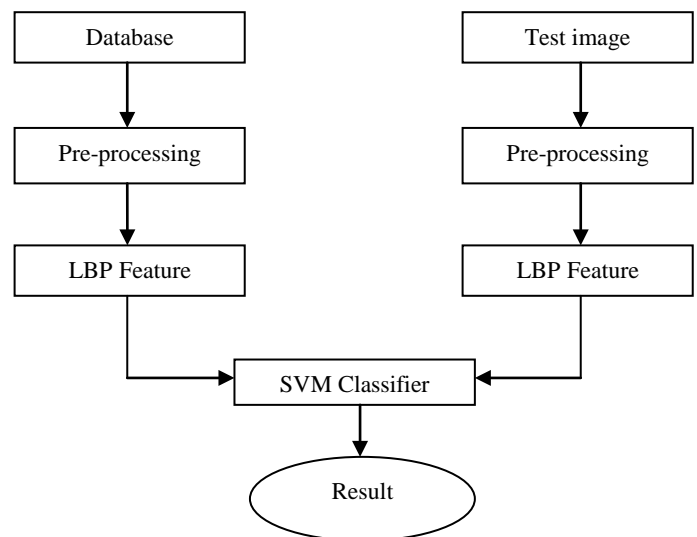 Database
Test image
Pre-processing
Pre-processing
LBP Feature
LBP Feature
SVM Classifier
Result